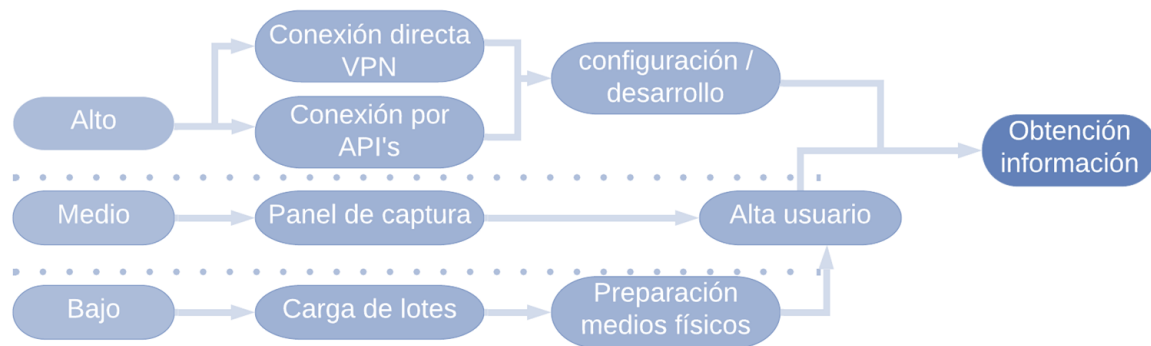 Alto
Conexión directa
VPN
Conexión por
API's
configuración /
desarrollo
Obtención
información
Medio
Panel de captura
Alta usuario
Bajo
Carga de lotes
Preparación
medios físicos